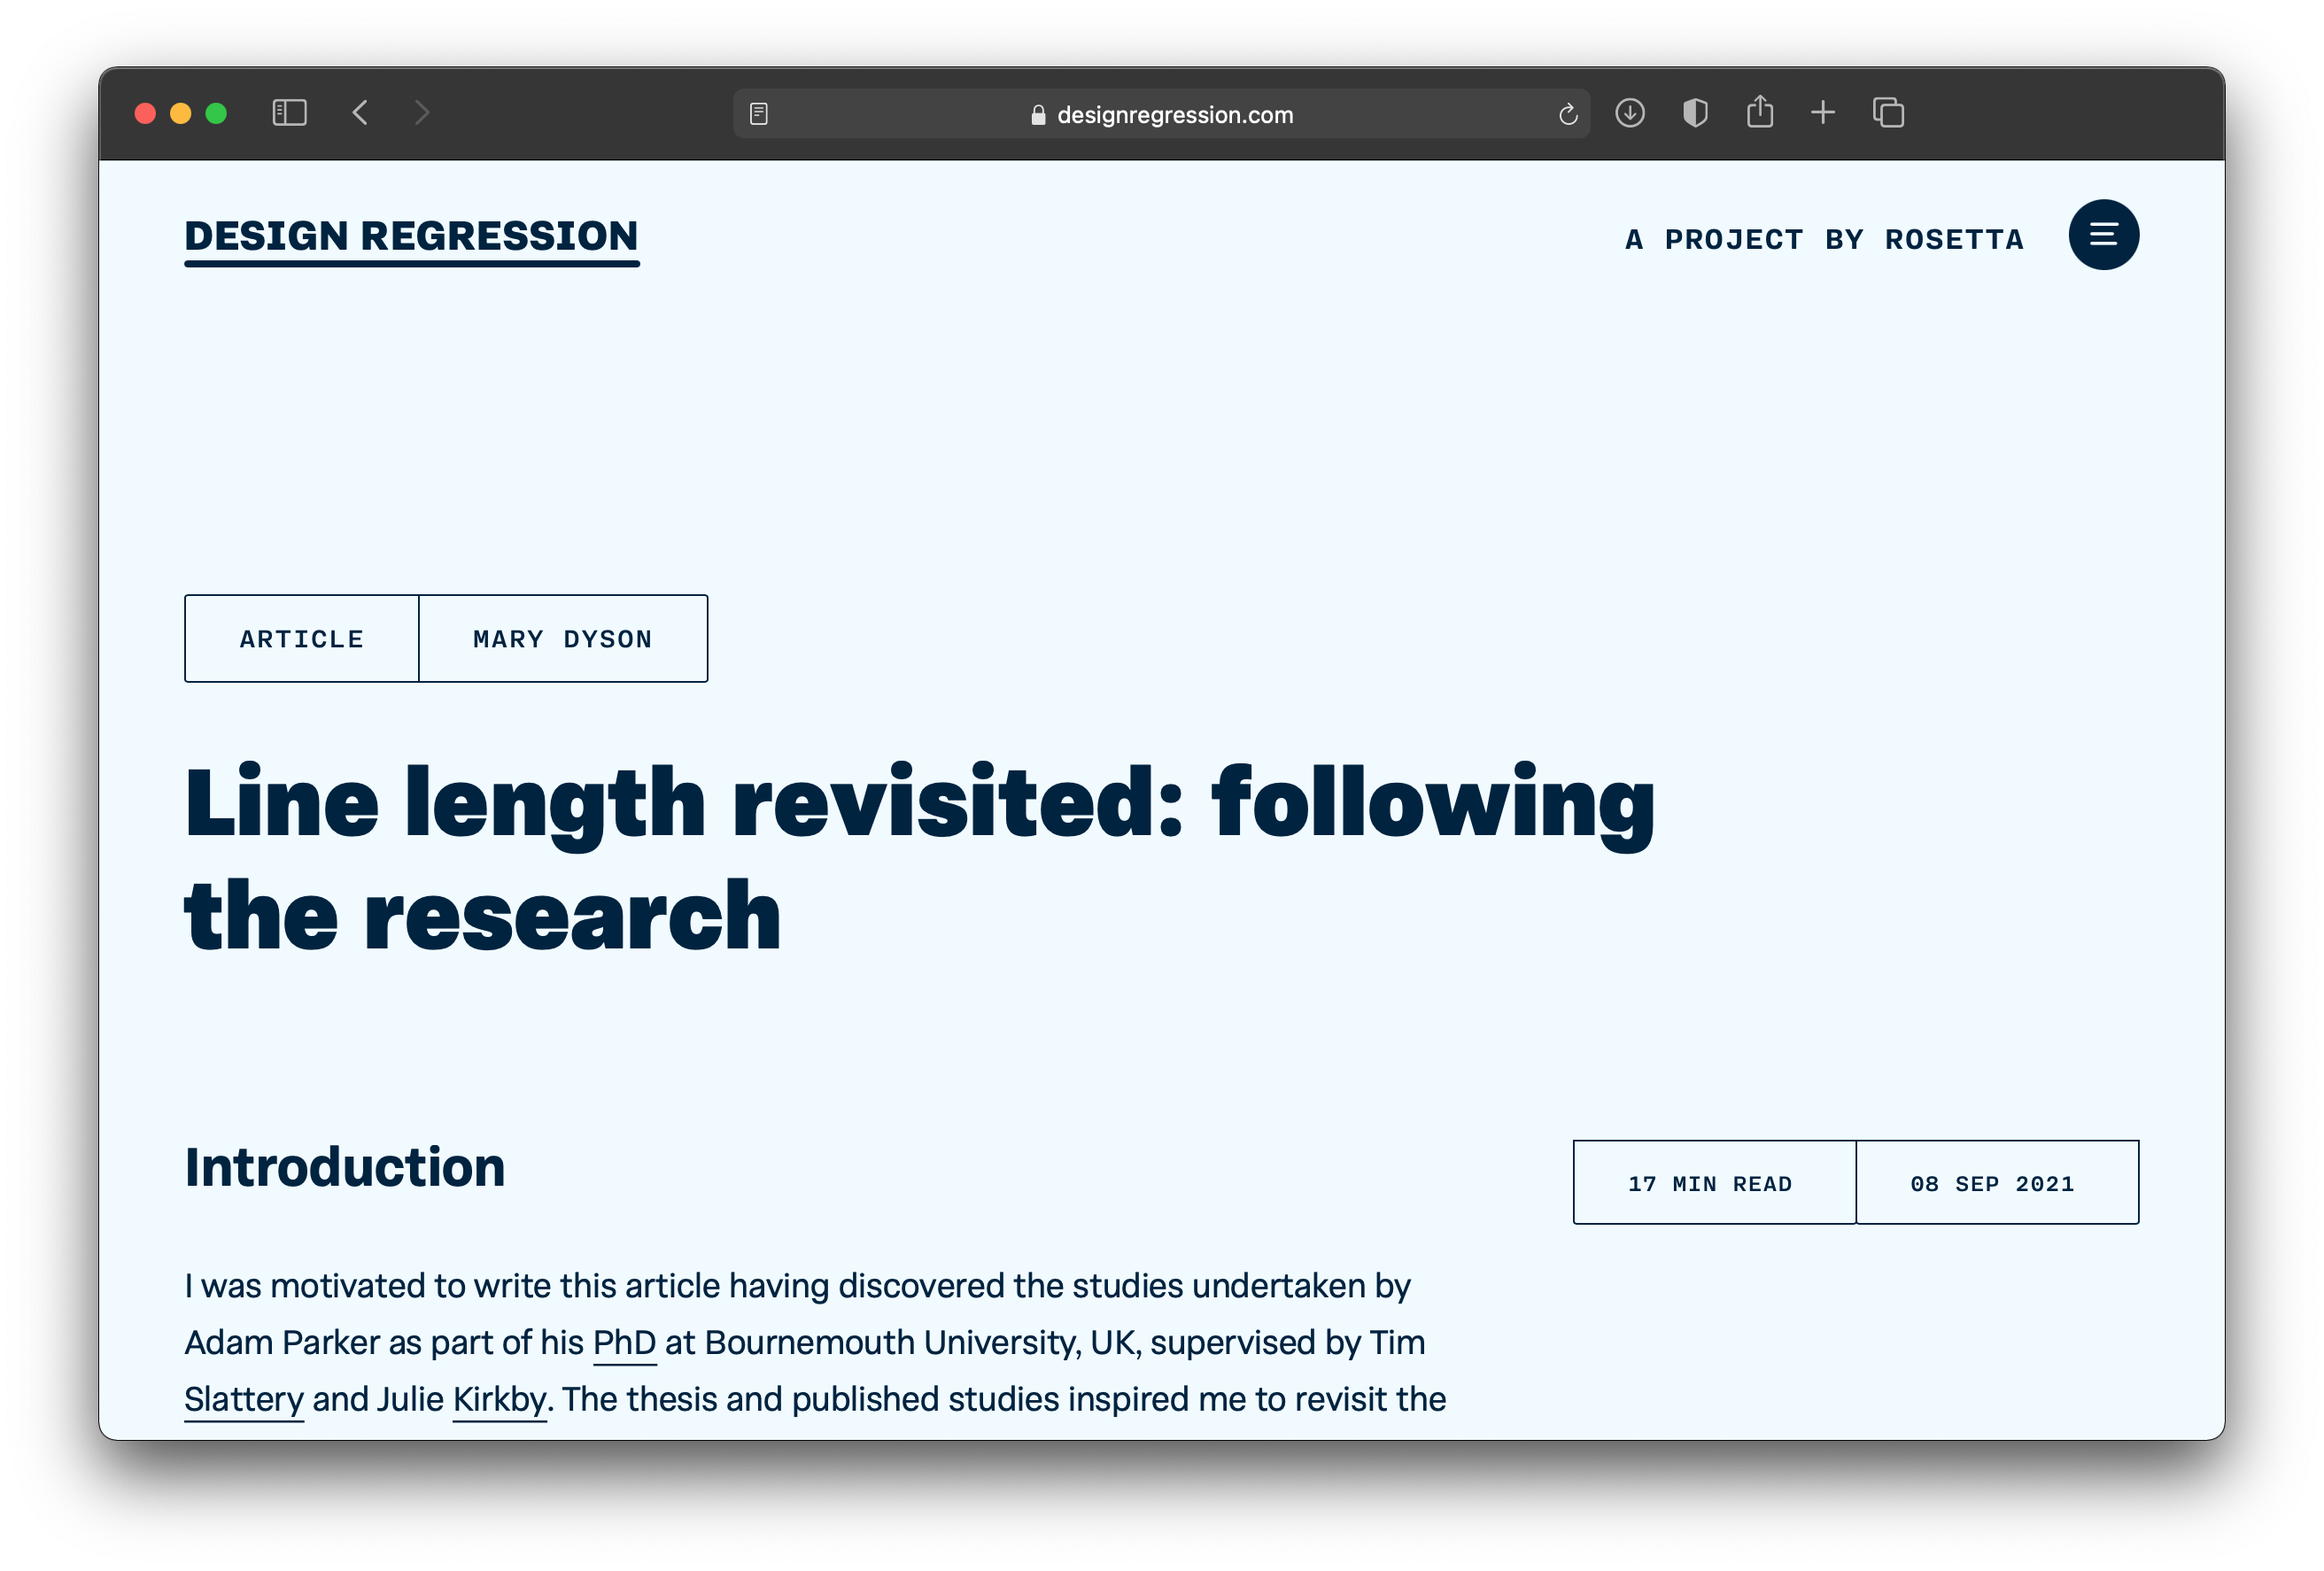 designregression.com
DESIGN REGRESSION
A PROJECT BY ROSETTA
ARTICLE
MARY DYSON
Line length revisited: following
the research
Introduction
17 MIN READ
08 SEP 2021
I was motivated to write this article having discovered the studies undertaken by
Adam Parker as part of his PhD at Bournemouth University, UK, supervised by Tim
Slattery and Julie Kirkby. The thesis and published studies inspired me to revisit the